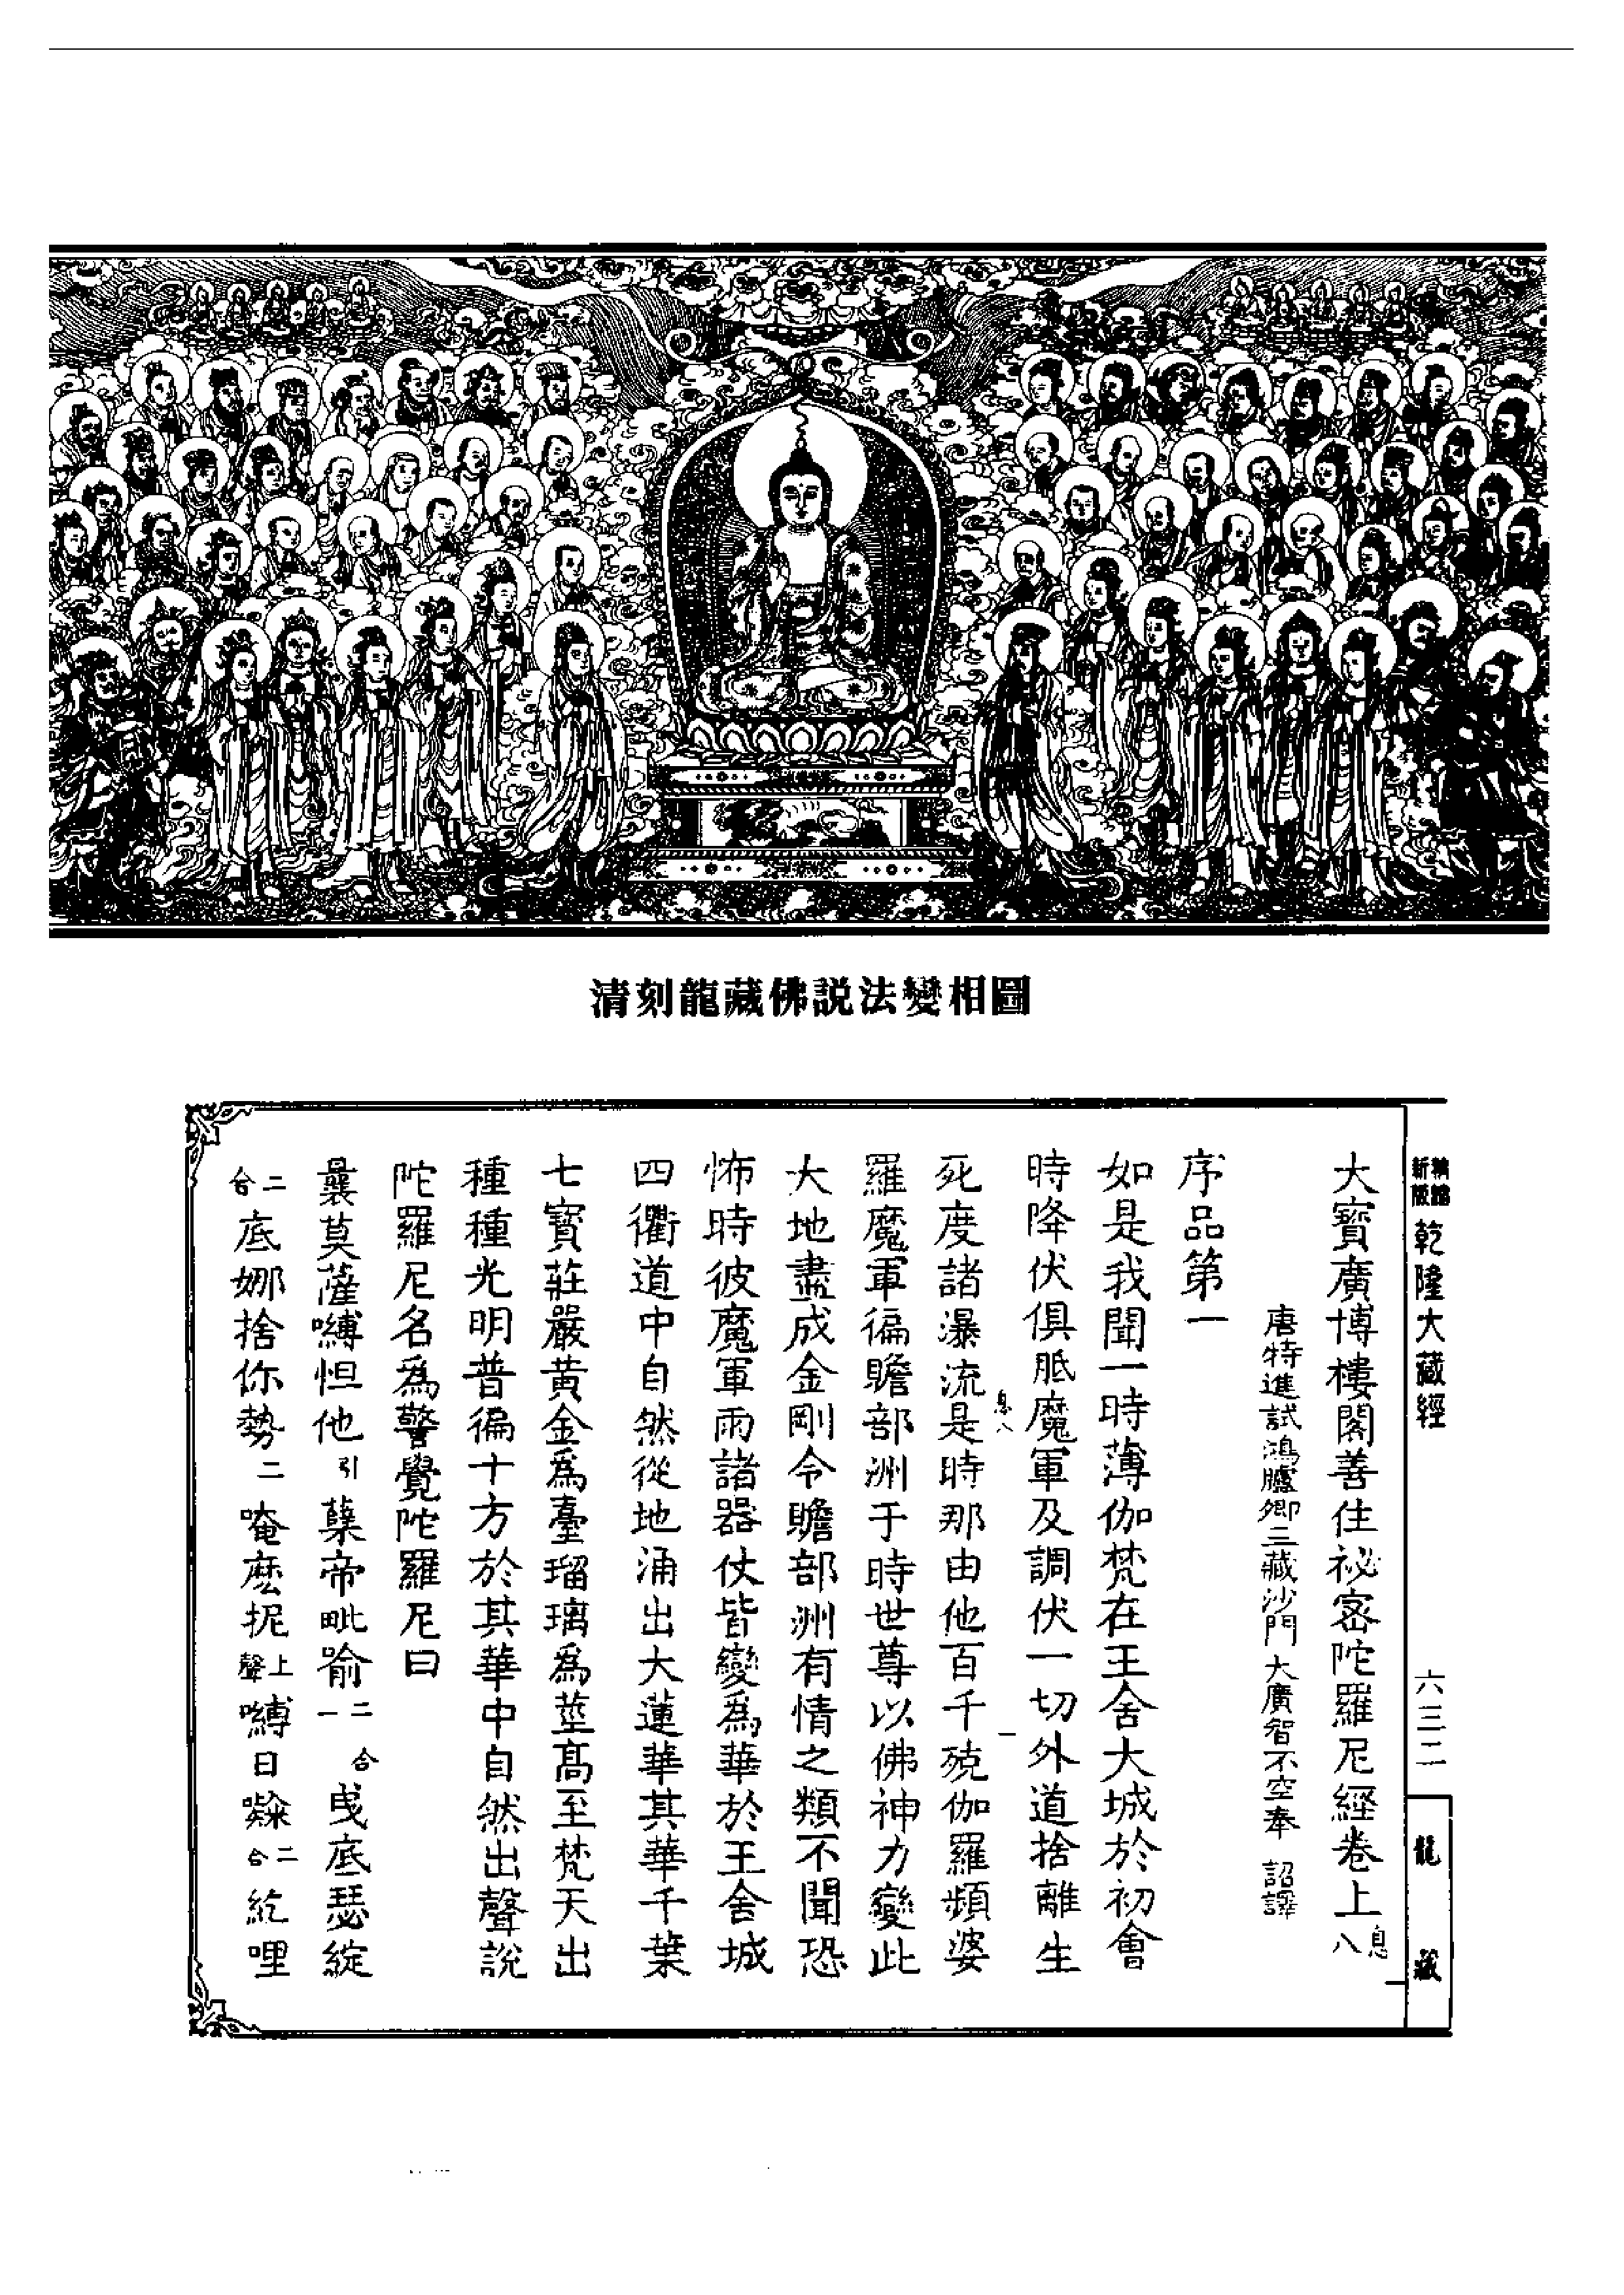 清刻龍藏佛説法變相圖
新版
乾隆大藏經
六三二
龍藏
大寶廣博樓閣善住祕密陀羅尼經卷上 息八
唐特進試鴻臚卿三藏沙門大廣智不空奉 詔譯
序品第一
如是我聞一時薄伽梵在王舍大城於初會
時降伏俱胝魔軍及調伏一切外道捨離生
息八 一
死度諸瀑流是時那由他百千殑伽羅頻婆
羅魔軍徧贍部洲于時世尊以佛神力變此
大地盡成金剛令贍部洲有情之類不聞恐
怖時彼魔軍雨諸器仗皆變爲華於王舍城
四衢道中自然從地涌出大蓮華其華千葉
七寶莊嚴黄金爲臺瑠璃爲莖高至梵天出
種種光明普徧十方於其華中自然出聲說
陀羅尼名爲警覺陀羅尼曰
曩莫薩嚩怛他引蘖帝毗喻二合一曳底瑟綻
二合底娜捨你勢二唵麽抳上聲嚩日㘑二合紇哩